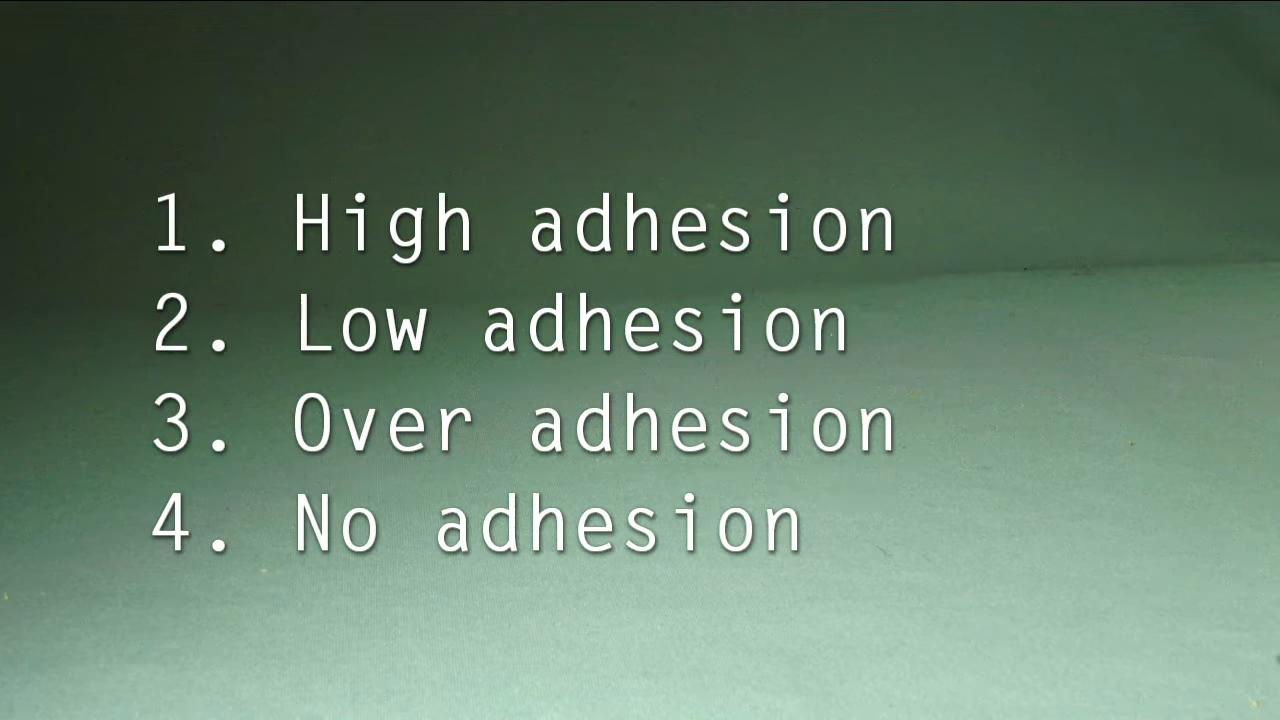 1. High adhesion
2. Low adhesion
3. Over adhesion
4. No adhesion